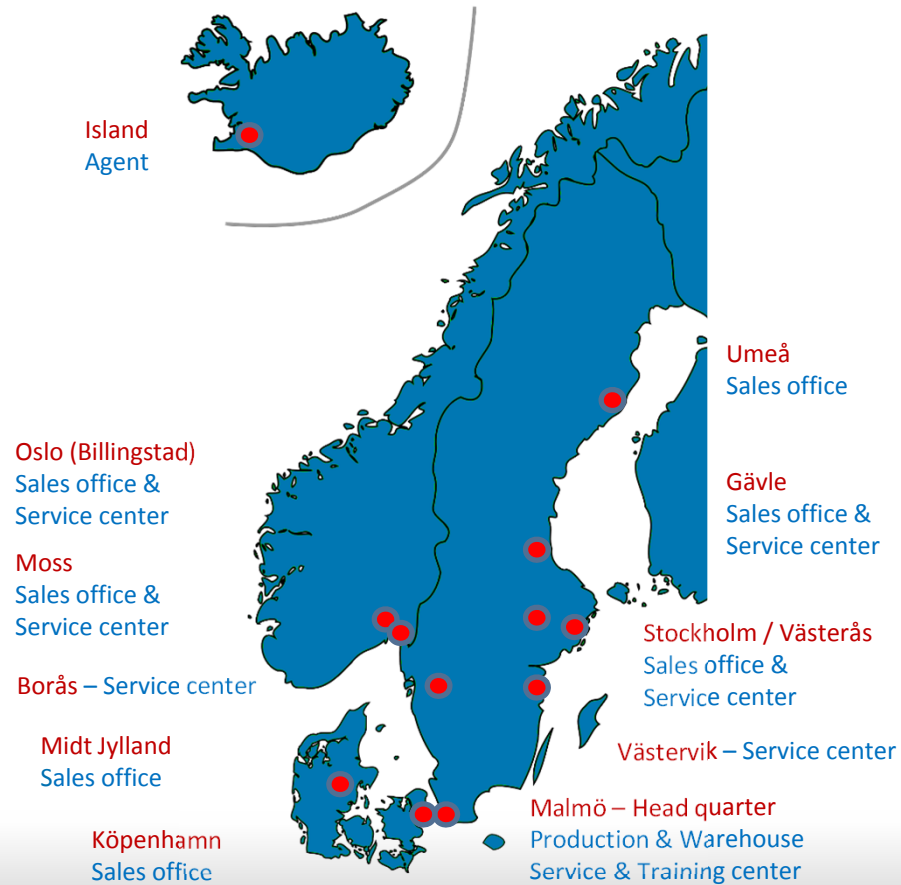 Island
Agent
Umeå
Sales office
Oslo (Billingstad)
Sales office &
Service center
Gävle
Sales office &
Service center
Moss
Sales office &
Service center
Stockholm / Västerås
Sales office &
Service center
Borås – Service center
Midt Jylland
Sales office
Västervik – Service center
Malmö – Head quarter
Production & Warehouse
Service & Training center
Köpenhamn
Sales office